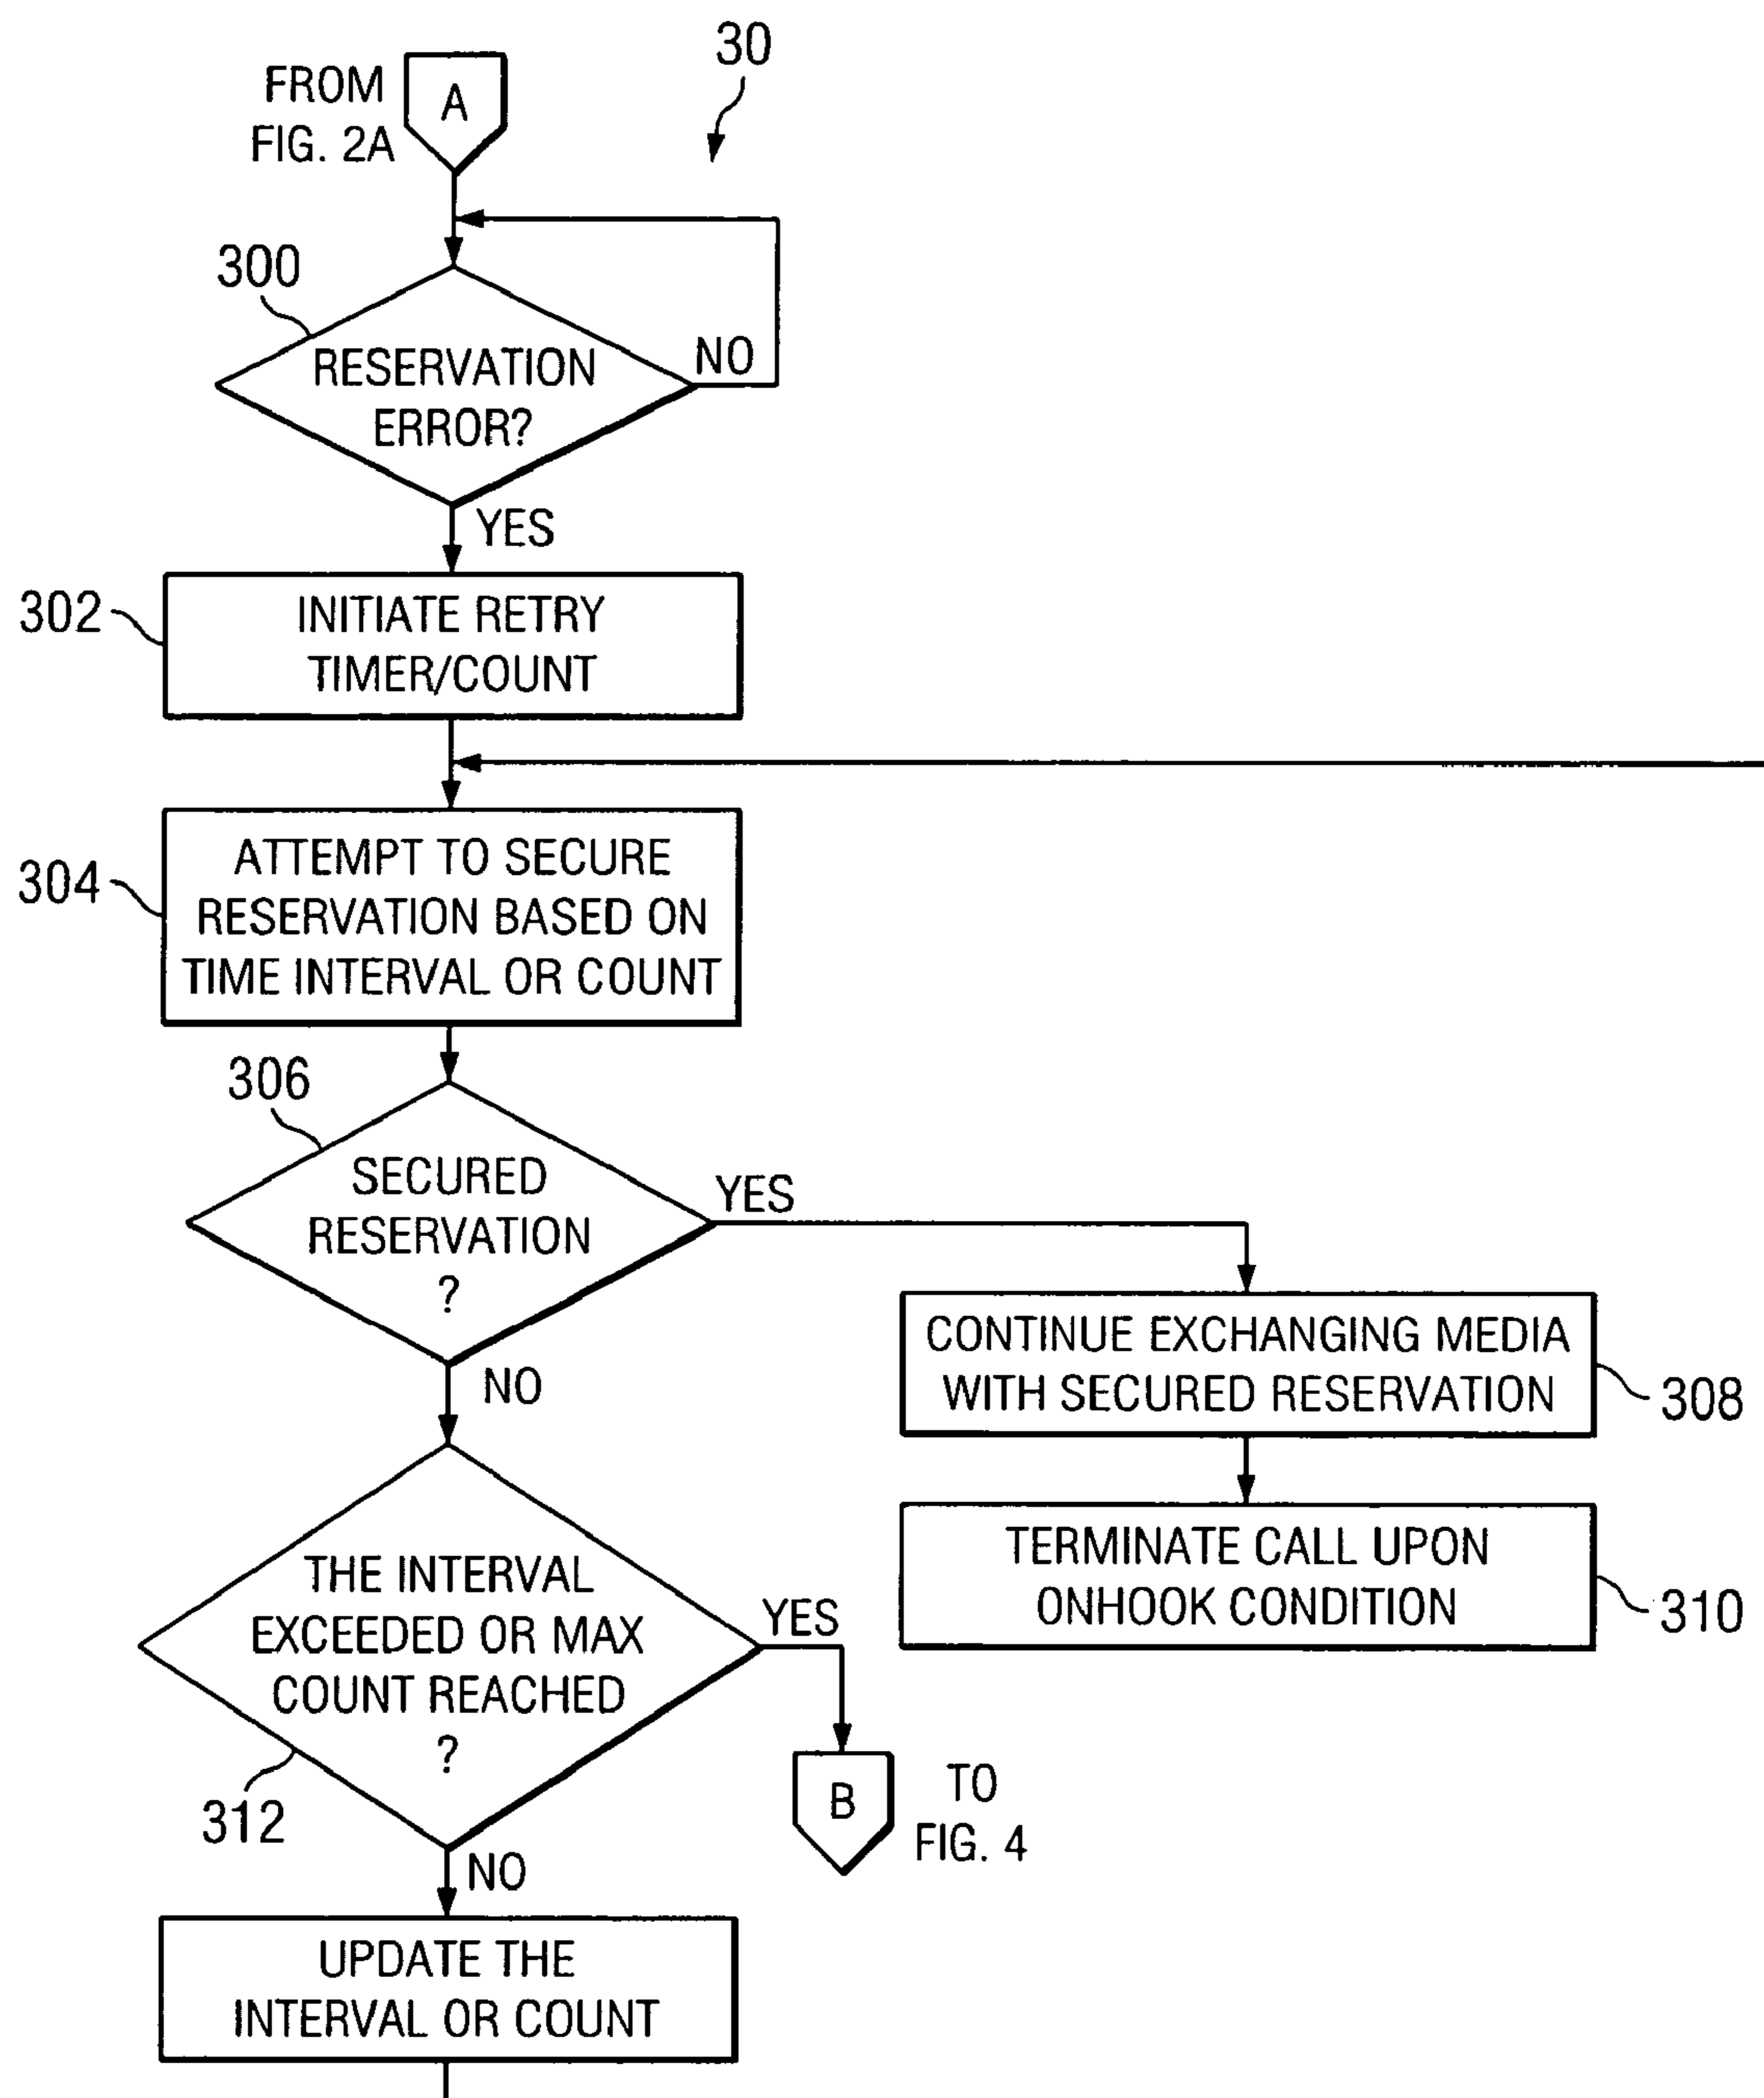 30
FROM
FIG. 2A
A
300
RESERVATION
ERROR?
NO
YES
302
INITIATE RETRY
TIMER/COUNT
304
ATTEMPT TO SECURE
RESERVATION BASED ON
TIME INTERVAL OR COUNT
306
SECURED
RESERVATION
?
YES
NO
CONTINUE EXCHANGING MEDIA
WITH SECURED RESERVATION
308
TERMINATE CALL UPON
ONHOOK CONDITION
310
THE INTERVAL
EXCEEDED OR MAX
COUNT REACHED
?
312
YES
B
TO
FIG. 4
NO
UPDATE THE
INTERVAL OR COUNT